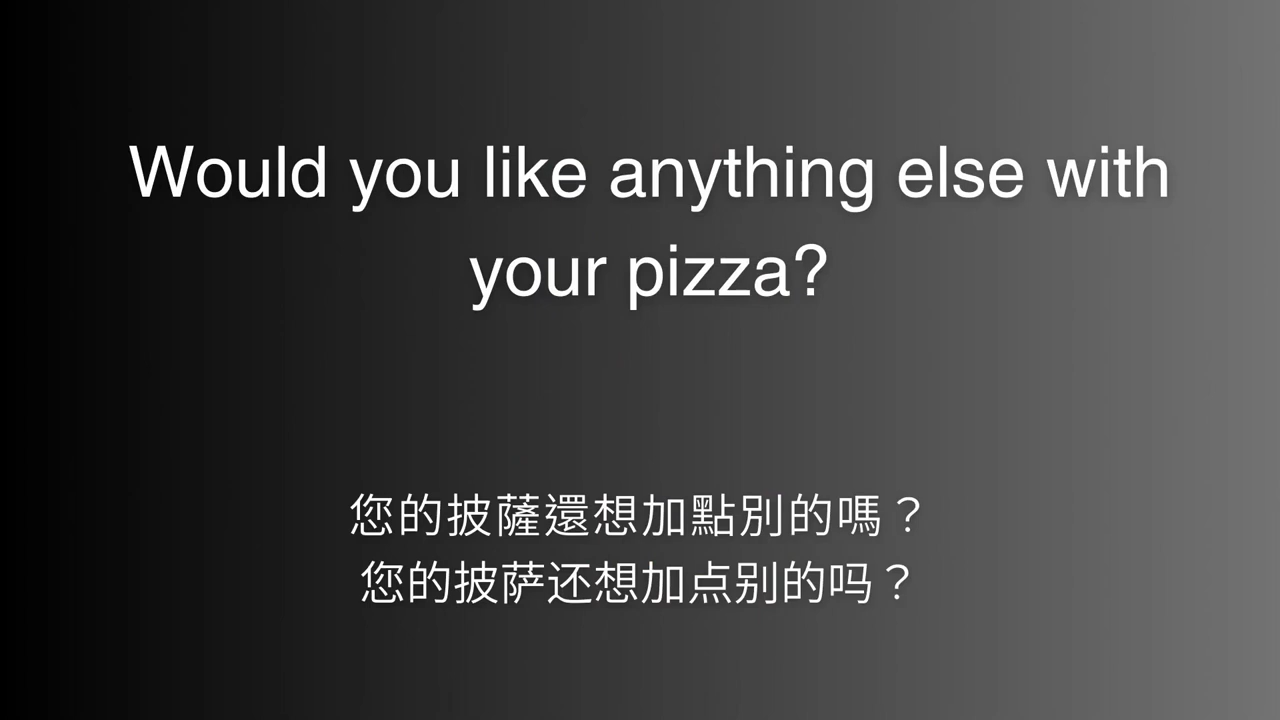 Would you like anything else with
your pizza?
您的披薩還想加點別的嗎？
您的披萨还想加点别的吗？